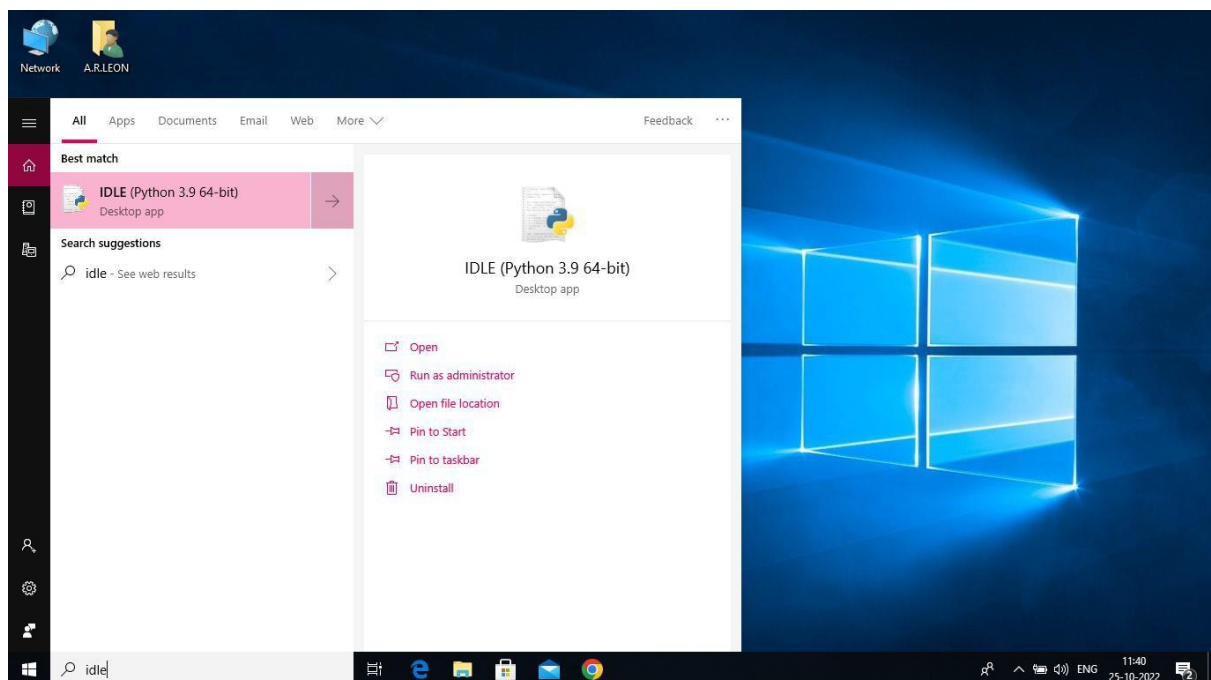 Network
A.R.LEON
All Apps Documents Email Web More Feedback ...
Best match
IDLE (Python 3.9 64-bit)
Desktop app
Search suggestions
idle - See web results
IDLE (Python 3.9 64-bit)
Desktop app
Open
Run as administrator
Open file location
Pin to Start
Pin to taskbar
Uninstall
idle
ENG
11:40
25-10-2022
2